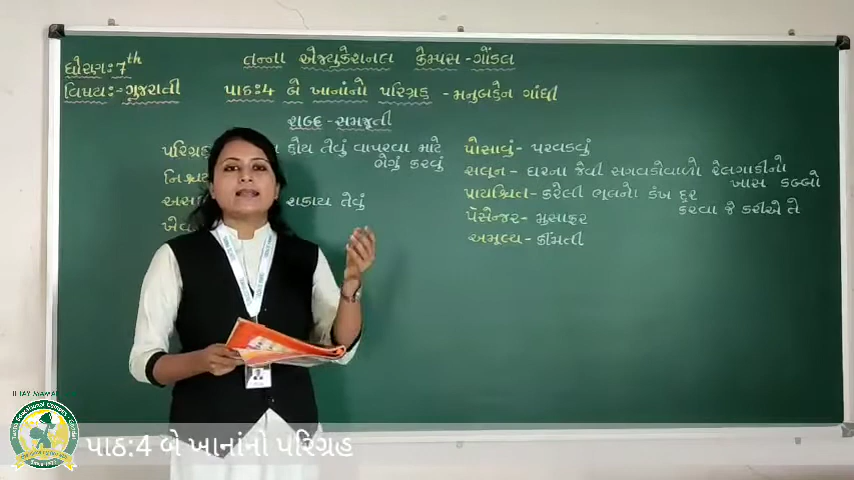 ધોરણઃ 7th
તન્ના એજ્યુકેશનલ કેમ્પસ - ગોંડલ
વિષયઃ - ગુજરાતી
પાઠઃ4 બે ખાનાંનો પરિગ્રહ - મનુબહેન ગાંધી
શબ્દ - સમજૂતી
પરિગ્રહ હોય તેવું વાપરવા માટે
ભેગું કરવું
શકાય તેવું
પોસાવું - પરવડવું
સલૂન - ઘરના જેવી સગવડોવાળો રેલગાડીનો
ખાસ ડબ્બો
પ્રાયશ્ચિત - કરેલી ભૂલનો ડંખ દૂર
કરવા જે કરીએ તે
પેસેન્જર - મુસાફર
અમૂલ્ય - કીંમતી
પાઠ:4 બે ખાનાંનો પરિગ્રહ